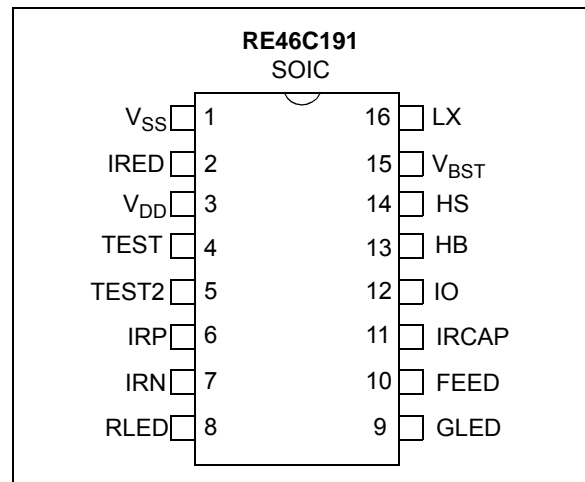 RE46C191
SOIC
VSS 1 16 LX
IRED 2 15 VBST
VDD 3 14 HS
TEST 4 13 HB
TEST2 5 12 IO
IRP 6 11 IRCAP
IRN 7 10 FEED
RLED 8 9 GLED